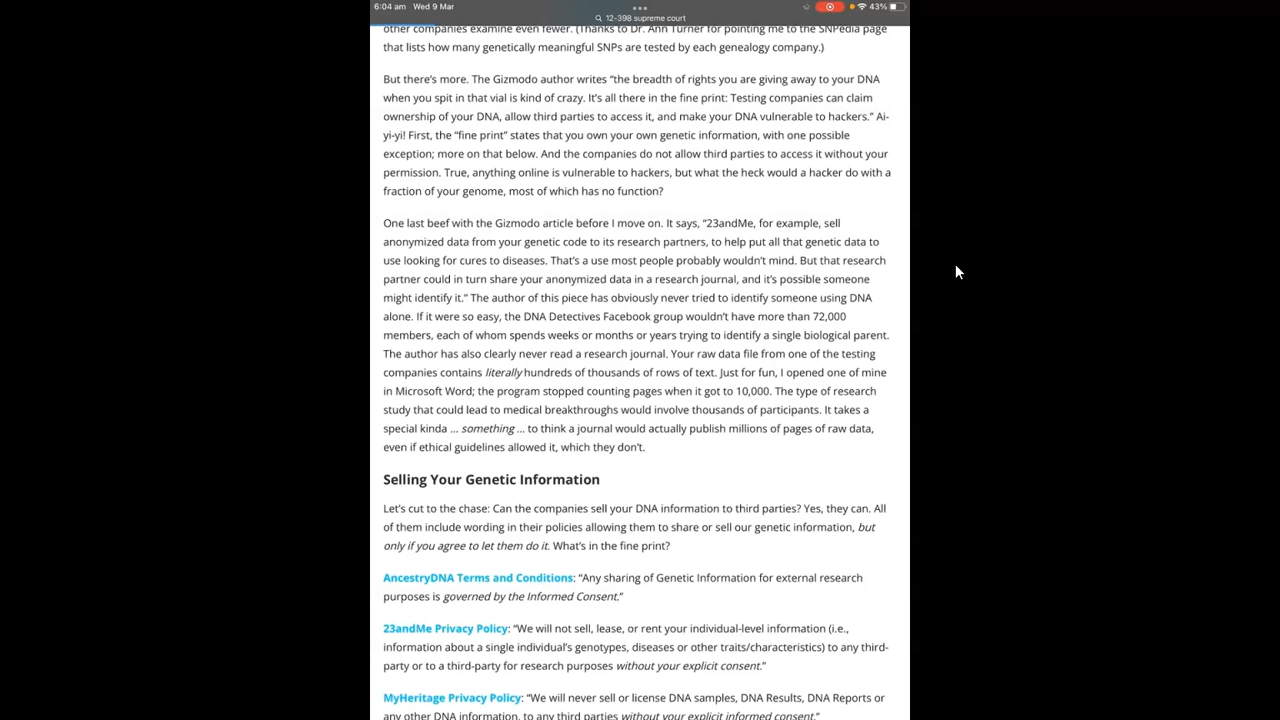 6:04 am Wed 9 Mar
43%
12-398 supreme court
other companies examine even fewer. (Thanks to Dr. Ann Turner for pointing me to the SNPedia page
that lists how many genetically meaningful SNPs are tested by each genealogy company.)
But there's more. The Gizmodo author writes “the breadth of rights you are giving away to your DNA
when you spit in that vial is kind of crazy. It’s all there in the fine print: Testing companies can claim
ownership of your DNA, allow third parties to access it, and make your DNA vulnerable to hackers.” Ai-
yi-yi! First, the “fine print” states that you own your own genetic information, with one possible
exception; more on that below. And the companies do not allow third parties to access it without your
permission. True, anything online is vulnerable to hackers, but what the heck would a hacker do with a
fraction of your genome, most of which has no function?
One last beef with the Gizmodo article before I move on. It says, “23andMe, for example, sell
anonymized data from your genetic code to its research partners, to help put all that genetic data to
use looking for cures to diseases. That’s a use most people probably wouldn’t mind. But that research
partner could in turn share your anonymized data in a research journal, and it’s possible someone
might identify it.” The author of this piece has obviously never tried to identify someone using DNA
alone. If it were so easy, the DNA Detectives Facebook group wouldn’t have more than 72,000
members, each of whom spends weeks or months or years trying to identify a single biological parent.
The author has also clearly never read a research journal. Your raw data file from one of the testing
companies contains literally hundreds of thousands of rows of text. Just for fun, I opened one of mine
in Microsoft Word; the program stopped counting pages when it got to 10,000. The type of research
study that could lead to medical breakthroughs would involve thousands of participants. It takes a
special kinda … something … to think a journal would actually publish millions of pages of raw data,
even if ethical guidelines allowed it, which they don’t.
Selling Your Genetic Information
Let’s cut to the chase: Can the companies sell your DNA information to third parties? Yes, they can. All
of them include wording in their policies allowing them to share or sell our genetic information, but
only if you agree to let them do it. What’s in the fine print?
AncestryDNA Terms and Conditions: “Any sharing of Genetic Information for external research
purposes is governed by the Informed Consent.”
23andMe Privacy Policy: “We will not sell, lease, or rent your individual-level information (i.e.,
information about a single individual’s genotypes, diseases or other traits/characteristics) to any third-
party or to a third-party for research purposes without your explicit consent.”
MyHeritage Privacy Policy: “We will never sell or license DNA samples, DNA Results, DNA Reports or
any other DNA information, to any third parties without your explicit informed consent.”